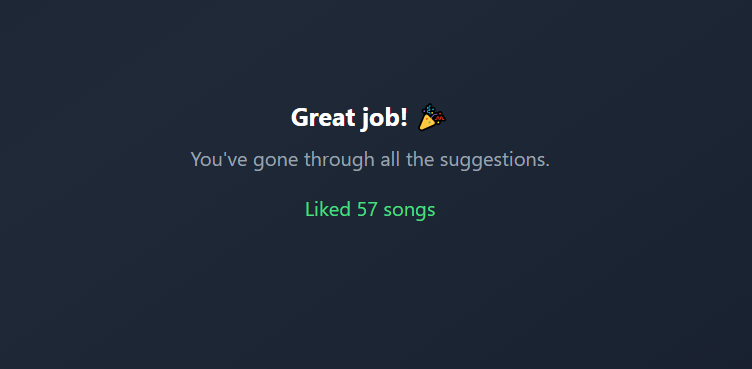 Great job! 🎉
You've gone through all the suggestions.
Liked 57 songs